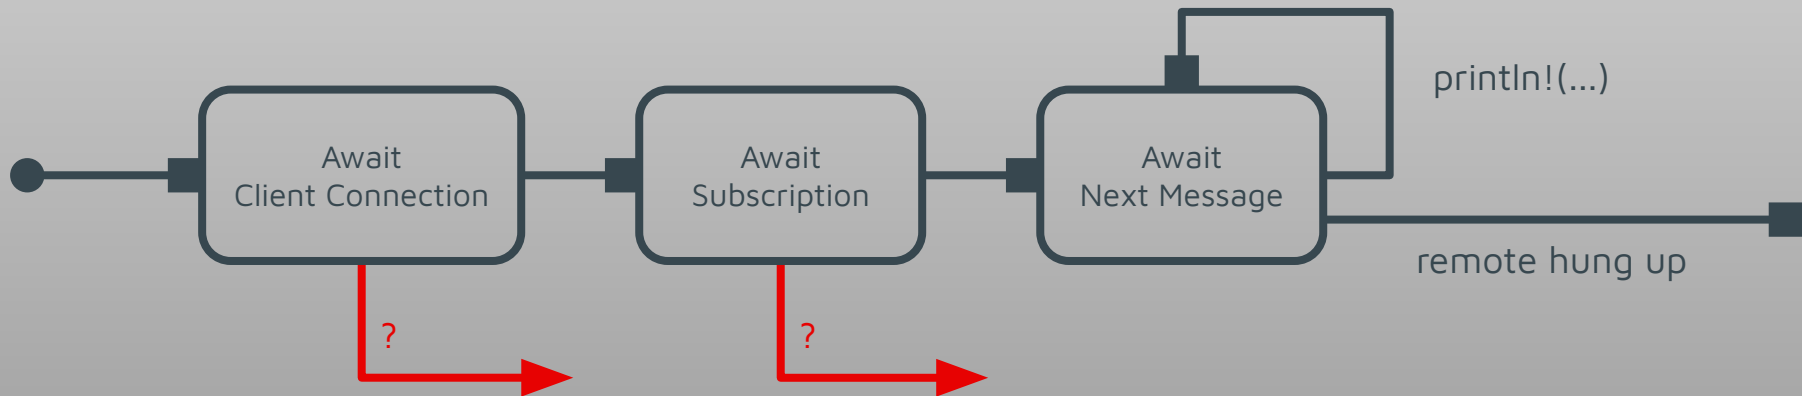 Await
Client Connection
Await
Subscription
Await
Next Message
println!(...)
remote hung up
?
?